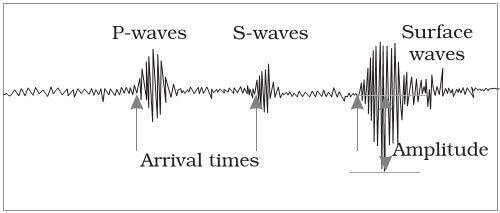 P-waves
S-waves
Surface
waves
Arrival times
Amplitude